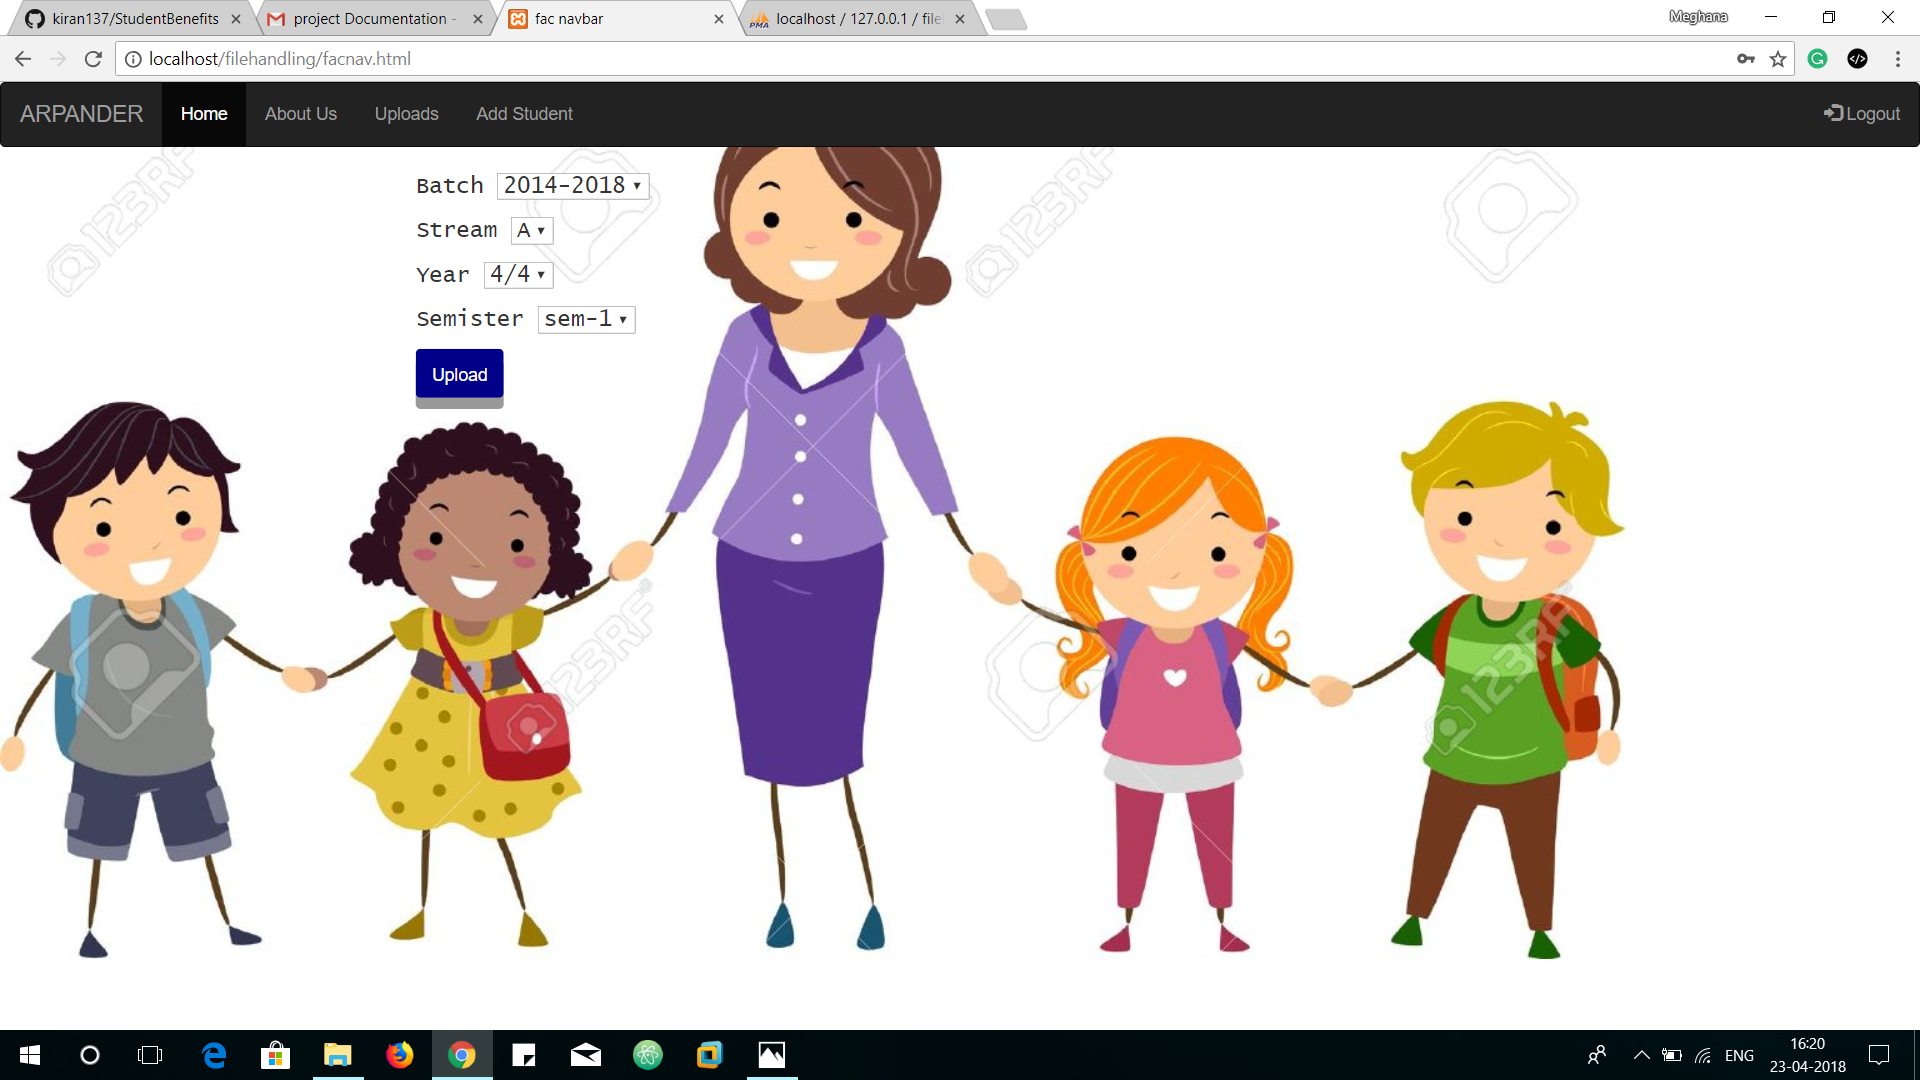 kiran137/StudentBenefits
project Documentation -
fac navbar
localhost / 127.0.0.1 / file
Meghana
localhost/filehandling/facnav.html
ARPANDER
Home
About Us
Uploads
Add Student
Logout
Batch 2014-2018
Stream A
Year 4/4
Semister sem-1
Upload
123RF
123RF
123RF®
123RF
ENG
16:20
23-04-2018